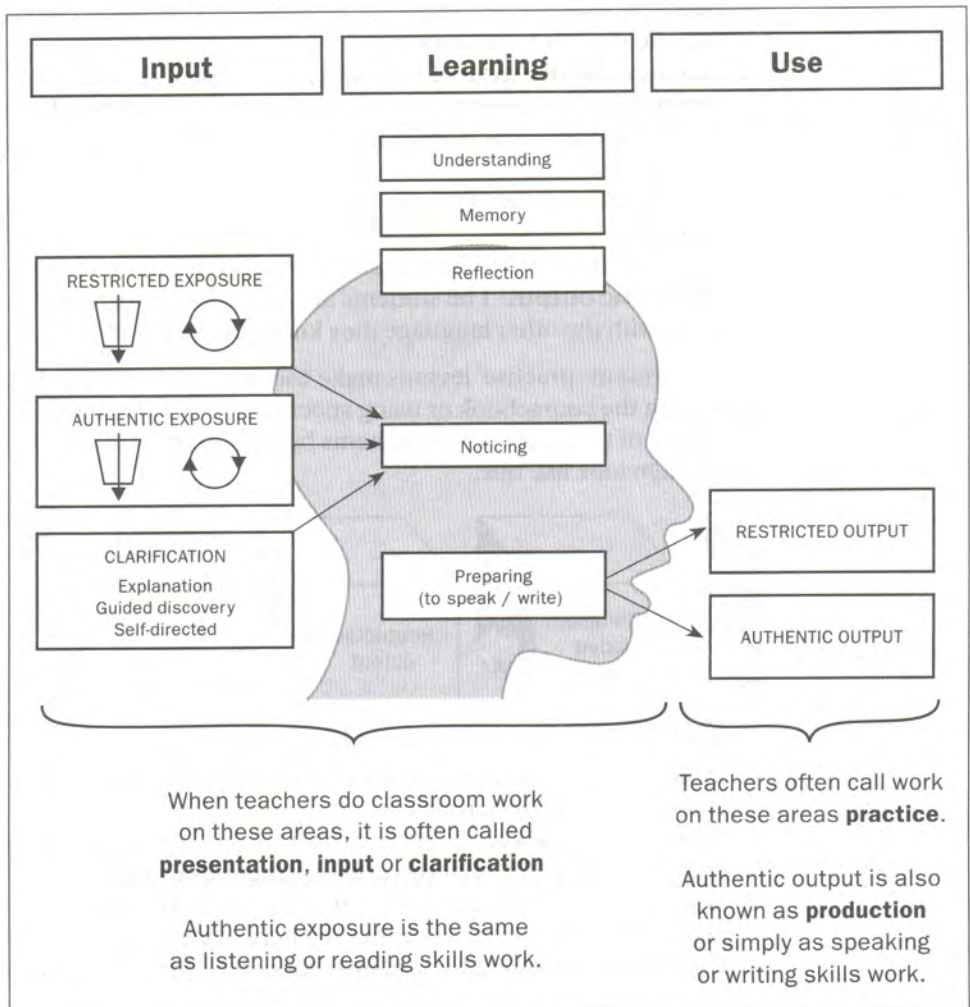 Input
Learning
Use
Understanding
Memory
Reflection
RESTRICTED EXPOSURE
AUTHENTIC EXPOSURE
Noticing
CLARIFICATION
Explanation
Guided discovery
Self-directed
Preparing
(to speak / write)
RESTRICTED OUTPUT
AUTHENTIC OUTPUT
When teachers do classroom work
on these areas, it is often called
presentation, input or clarification
Authentic exposure is the same
as listening or reading skills work.
Teachers often call work
on these areas practice.
Authentic output is also
known as production
or simply as speaking
or writing skills work.